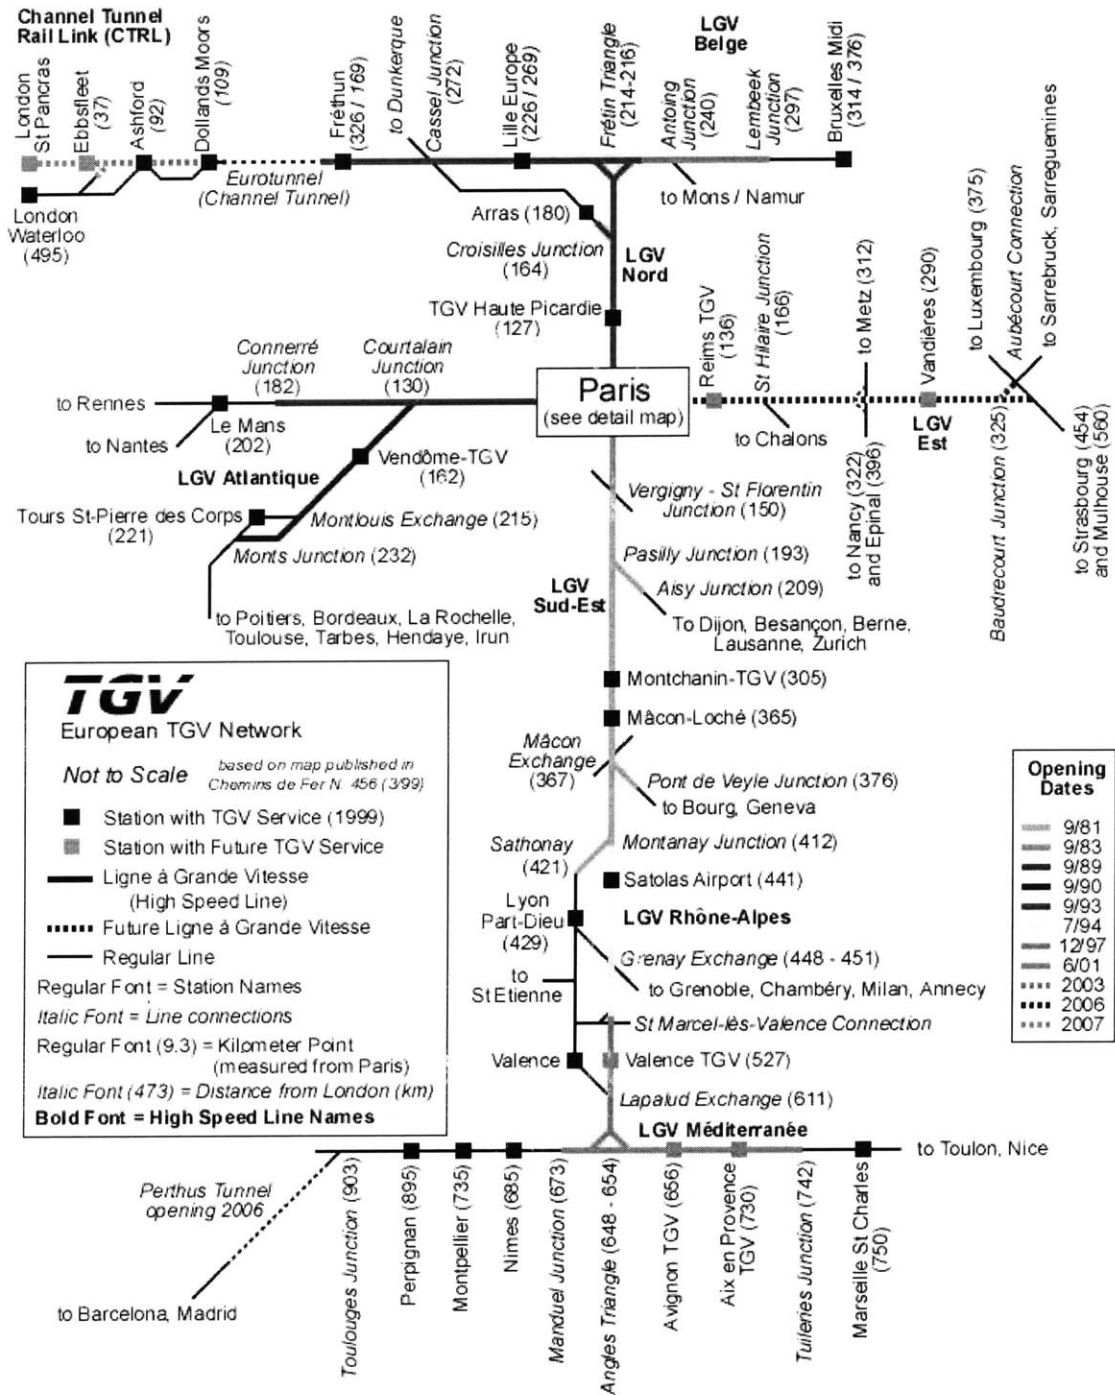 Channel Tunnel
Rail Link (CTRL)
London
St Pancras
Ebbsfleet
(37)
Ashford
(92)
Dollands Moors
(109)
Fréthun
(326 / 169)
to Dunkerque
Cassel Junction
(272)
Lille Europe
(226 / 269)
Frétin Triangle
(214-216)
LGV
Belge
Antoing
Junction
(240)
Lembeek
Junction
(297)
Bruxelles Midi
(314 / 376)
London
Waterloo
(495)
Eurotunnel
(Channel Tunnel)
to Mons / Namur
Arras (180)
Croisilles Junction
(164)
LGV
Nord
TGV Haute Picardie
(127)
Connerré
Junction
(182)
Courtalain
Junction
(130)
Paris
(see detail map)
Reims TGV
(136)
St Hilaire Junction
(166)
to Metz (312)
Vandières (290)
to Luxembourg (375)
Aubécourt Connection
to Sarrebruck, Sarreguemines
to Rennes
Le Mans
(202)
to Nantes
LGV Atlantique
Vendôme-TGV
(162)
to Chalons
to Nancy (322)
and Epinal (396)
LGV
Est
Baudrecourt Junction (325)
to Strasbourg (454)
and Mulhouse (560)
Tours St-Pierre des Corps
(221)
Montlouis Exchange (215)
Monts Junction (232)
to Poitiers, Bordeaux, La Rochelle,
Toulouse, Tarbes, Hendaye, Irun
Vergigny - St Florentin
Junction (150)
Pasilly Junction (193)
Aisy Junction (209)
LGV
Sud-Est
To Dijon, Besançon, Berne,
Lausanne, Zurich
Montchanin-TGV (305)
Mâcon-Loché (365)
Mâcon
Exchange
(367)
Pont de Veyle Junction (376)
to Bourg, Geneva
Montanay Junction (412)
Sathonay
(421)
Satolas Airport (441)
Lyon
Part-Dieu
(429)
LGV Rhône-Alpes
Grenay Exchange (448 - 451)
to
St Etienne
to Grenoble, Chambéry, Milan, Annecy
St Marcel-lès-Valence Connection
Valence
Valence TGV (527)
Lapalud Exchange (611)
LGV Méditerranée
to Toulon, Nice
Perthus Tunnel
opening 2006
to Barcelona, Madrid
Toulouges Junction (903)
Perpignan (895)
Montpellier (735)
Nimes (685)
Manduel Junction (673)
Angles Triangle (648 - 654)
Avignon TGV (656)
Aix en Provence
TGV (730)
Tuileries Junction (742)
Marseille St Charles
(750)
TGV
European TGV Network
Not to Scale
based on map published in
Chemins de Fer N. 456 (3/99)
Station with TGV Service (1999)
Station with Future TGV Service
Ligne à Grande Vitesse
(High Speed Line)
Future Ligne à Grande Vitesse
Regular Line
Regular Font = Station Names
Italic Font = Line connections
Regular Font (9.3) = Kilometer Point
(measured from Paris)
Italic Font (473) = Distance from London (km)
Bold Font = High Speed Line Names
Opening
Dates
9/81
9/83
9/89
9/90
9/93
7/94
12/97
6/01
2003
2006
2007